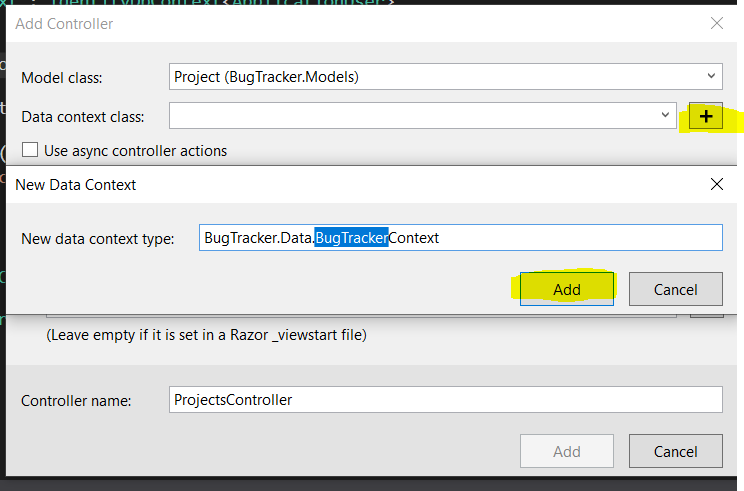 IdentityDbContext<ApplicationUser>
Add Controller
Model class: Project (BugTracker.Models)
Data context class: +
Use async controller actions
New Data Context
New data context type: BugTracker.Data.BugTrackerContext
Add Cancel
(Leave empty if it is set in a Razor _viewstart file)
Controller name: ProjectsController
Add Cancel